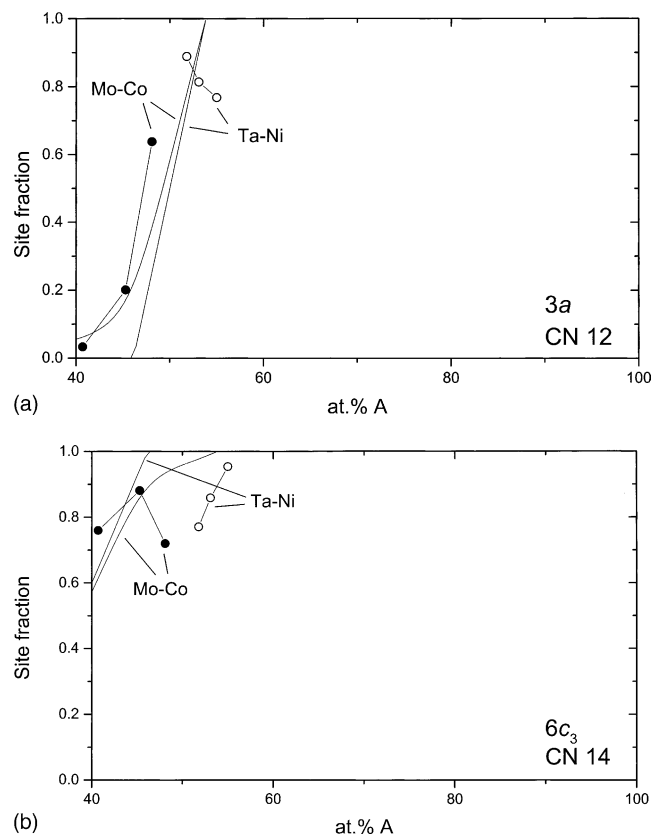 1.0
0.8
0.6
0.4
0.2
0.0
Site fraction
Mo-Co
Ta-Ni
3a
CN 12
40
60
80
100
(a)
at.% A
1.0
0.8
0.6
0.4
0.2
0.0
Site fraction
Ta-Ni
Mo-Co
6c₃
CN 14
40
60
80
100
(b)
at.% A